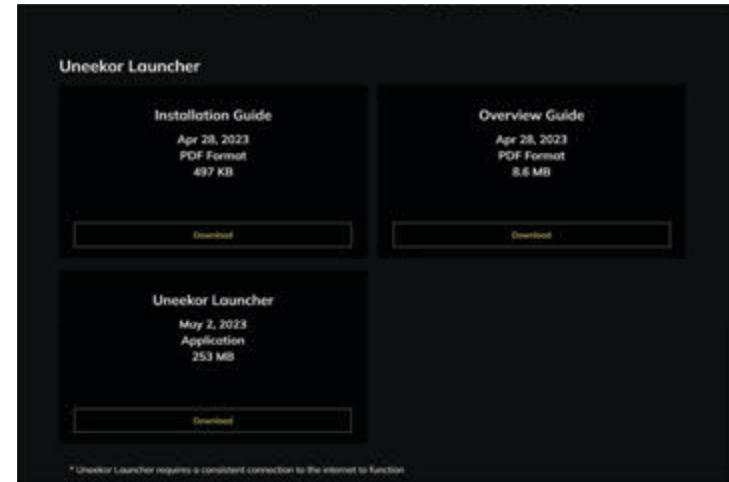 Uneekor Launcher
Installation Guide
Apr 28, 2023
PDF Format
497 KB
Download
Overview Guide
Apr 28, 2023
PDF Format
8.6 MB
Download
Uneekor Launcher
May 2, 2023
Application
253 MB
Download
* Uneekor Launcher requires a consistent connection to the internet to function